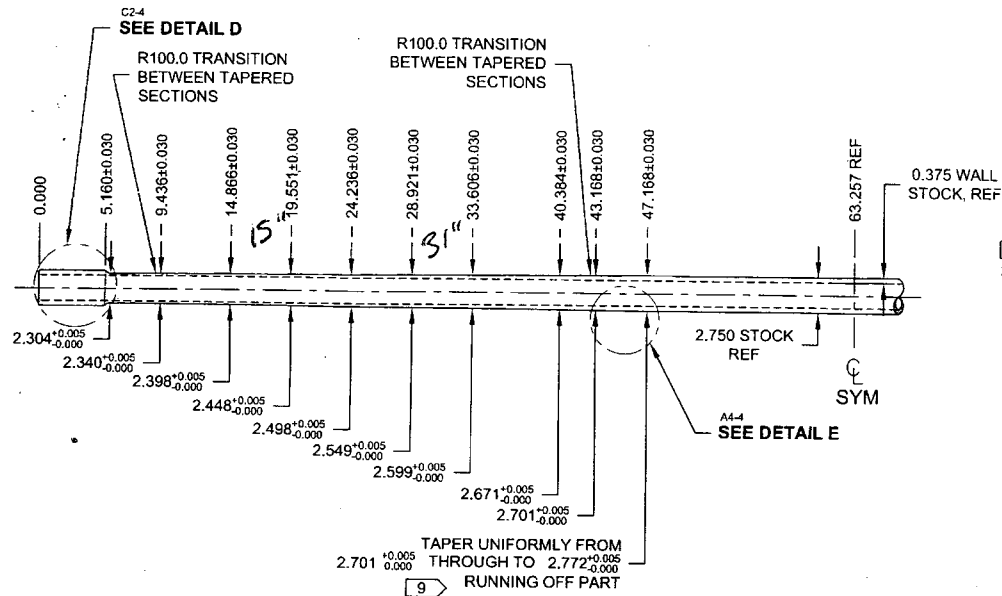 C2-4
SEE DETAIL D
R100.0 TRANSITION
BETWEEN TAPERED
SECTIONS
R100.0 TRANSITION
BETWEEN TAPERED
SECTIONS
0.000
5.160±0.030
9.436±0.030
14.866±0.030
15"
19.551±0.030
24.236±0.030
28.921±0.030
31"
33.606±0.030
40.384±0.030
43.168±0.030
47.168±0.030
63.257 REF
0.375 WALL
STOCK, REF
2.304 +0.005 -0.000
2.340 +0.005 -0.000
2.398 +0.005 -0.000
2.448 +0.005 -0.000
2.498 +0.005 -0.000
2.549 +0.005 -0.000
2.599 +0.005 -0.000
2.671 +0.005 -0.000
2.701 +0.005 -0.000
2.750 STOCK
REF
CL
SYM
A4-4
SEE DETAIL E
TAPER UNIFORMLY FROM
2.701 +0.005 0.000 THROUGH TO 2.772 +0.005 -0.000
RUNNING OFF PART
9